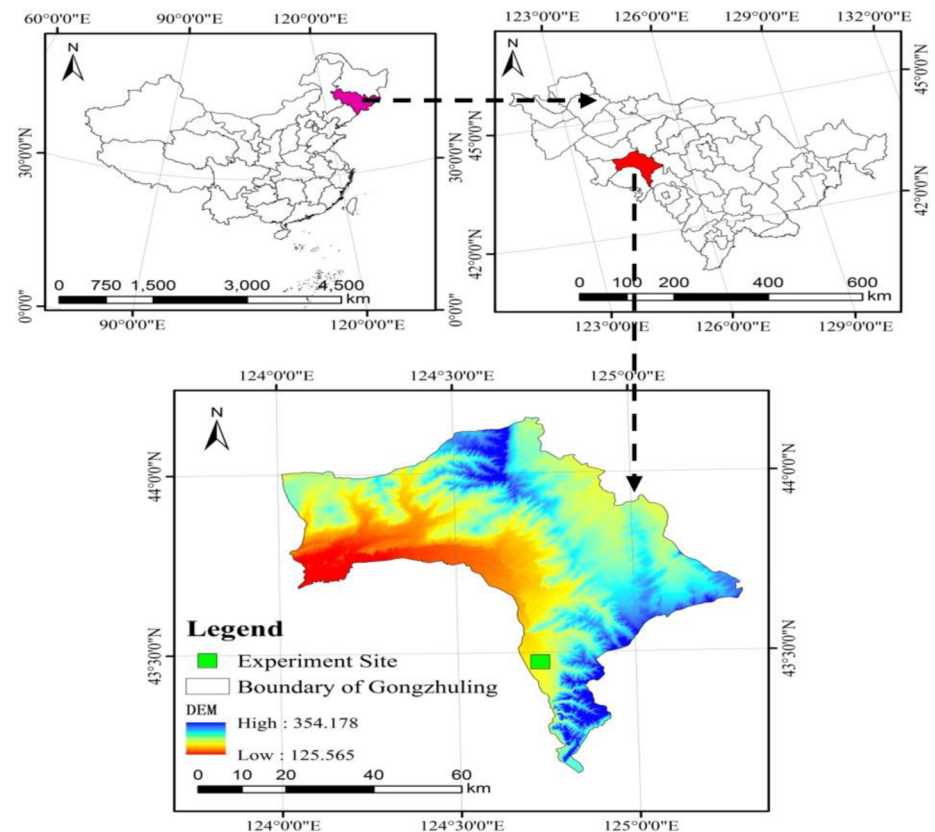 60°0'0"E 90°0'0"E 120°0'0"E
N
30°0'0"N 30°0'0"N
0 750 1,500 3,000 4,500
km
0°0'0" 0°0'0"
90°0'0"E 120°0'0"E
123°0'0"E 126°0'0"E 129°0'0"E 132°0'0"E
N
45°0'0"N 45°0'0"N
42°0'0"N 42°0'0"N
0 100 200 400 600
km
123°0'0"E 126°0'0"E 129°0'0"E
124°0'0"E 124°30'0"E 125°0'0"E
N
44°0'0"N 44°0'0"N
43°30'0"N 43°30'0"N
Legend
Experiment Site
Boundary of Gongzhuling
DEM
High : 354.178
Low : 125.565
0 10 20 40 60
km
124°0'0"E 124°30'0"E 125°0'0"E